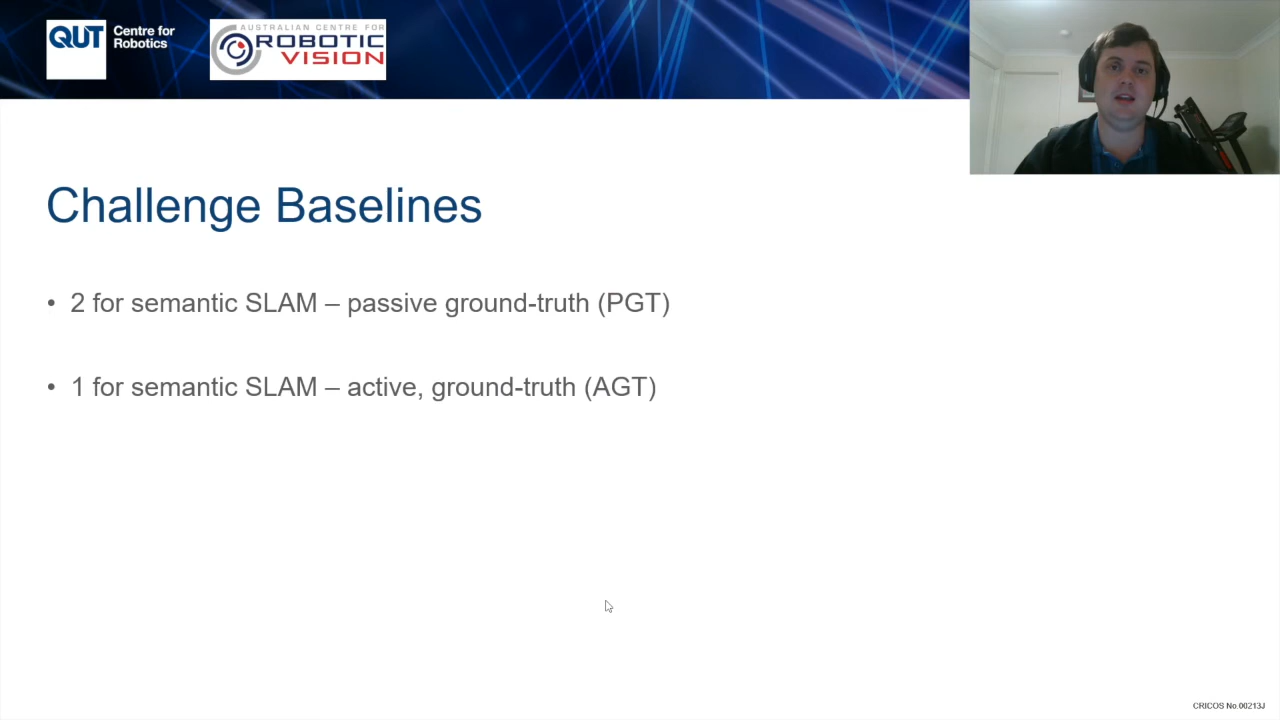 QUT
Centre for
Robotics
AUSTRALIAN CENTRE FOR
ROBOTIC
VISION
Challenge Baselines
• 2 for semantic SLAM – passive ground-truth (PGT)
• 1 for semantic SLAM – active, ground-truth (AGT)
CRICOS No.00213J